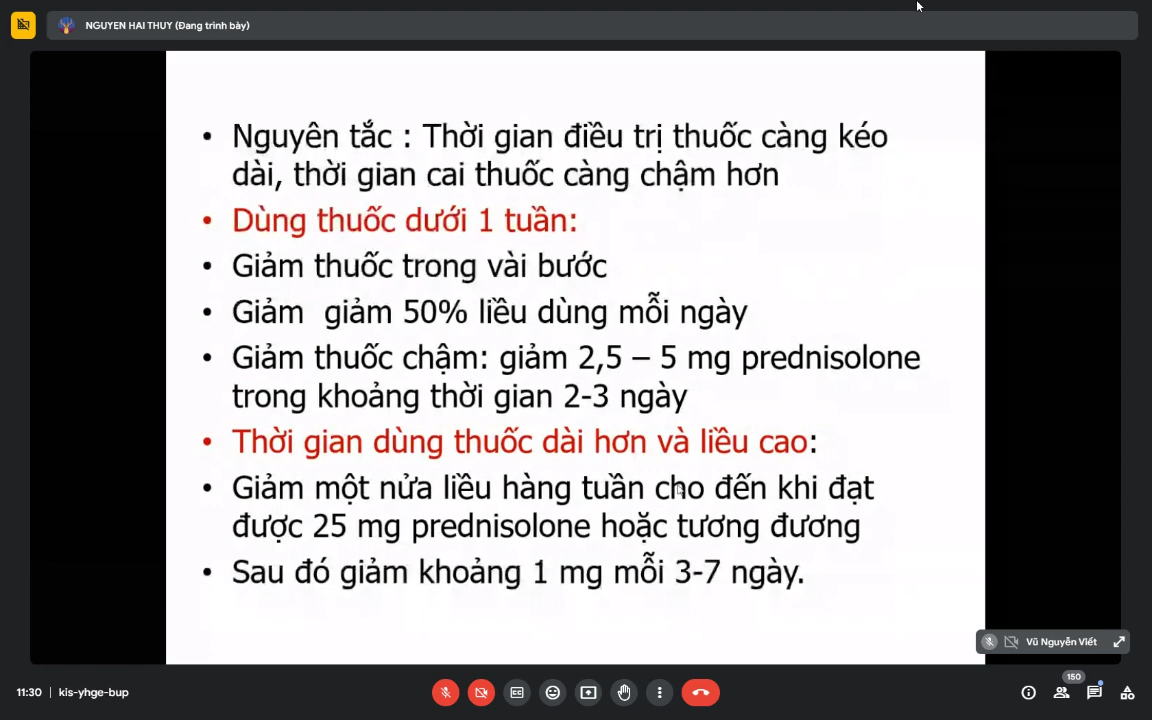 NGUYEN HAI THUY (Đang trình bày)
• Nguyên tắc : Thời gian điều trị thuốc càng kéo
dài, thời gian cai thuốc càng chậm hơn
• Dùng thuốc dưới 1 tuần:
• Giảm thuốc trong vài bước
• Giảm  giảm 50% liều dùng mỗi ngày
• Giảm thuốc chậm: giảm 2,5 – 5 mg prednisolone
trong khoảng thời gian 2-3 ngày
• Thời gian dùng thuốc dài hơn và liều cao:
• Giảm một nửa liều hàng tuần cho đến khi đạt
được 25 mg prednisolone hoặc tương đương
• Sau đó giảm khoảng 1 mg mỗi 3-7 ngày.
Vũ Nguyễn Viết
11:30 | kis-yhge-bup
150